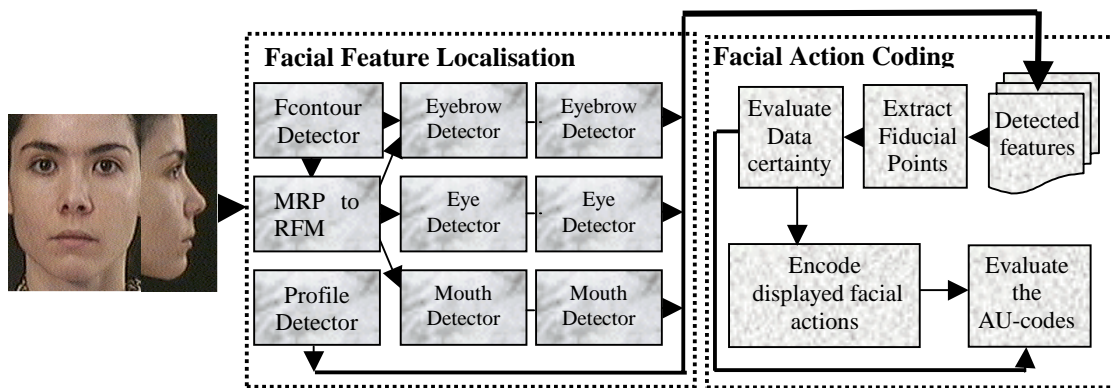 Facial Feature Localisation
Fcontour
Detector
Eyebrow
Detector
Eyebrow
Detector
MRP to
RFM
Eye
Detector
Eye
Detector
Profile
Detector
Mouth
Detector
Mouth
Detector
Facial Action Coding
Evaluate
Data
certainty
Extract
Fiducial
Points
Detected
features
Encode
displayed facial
actions
Evaluate
the
AU-codes